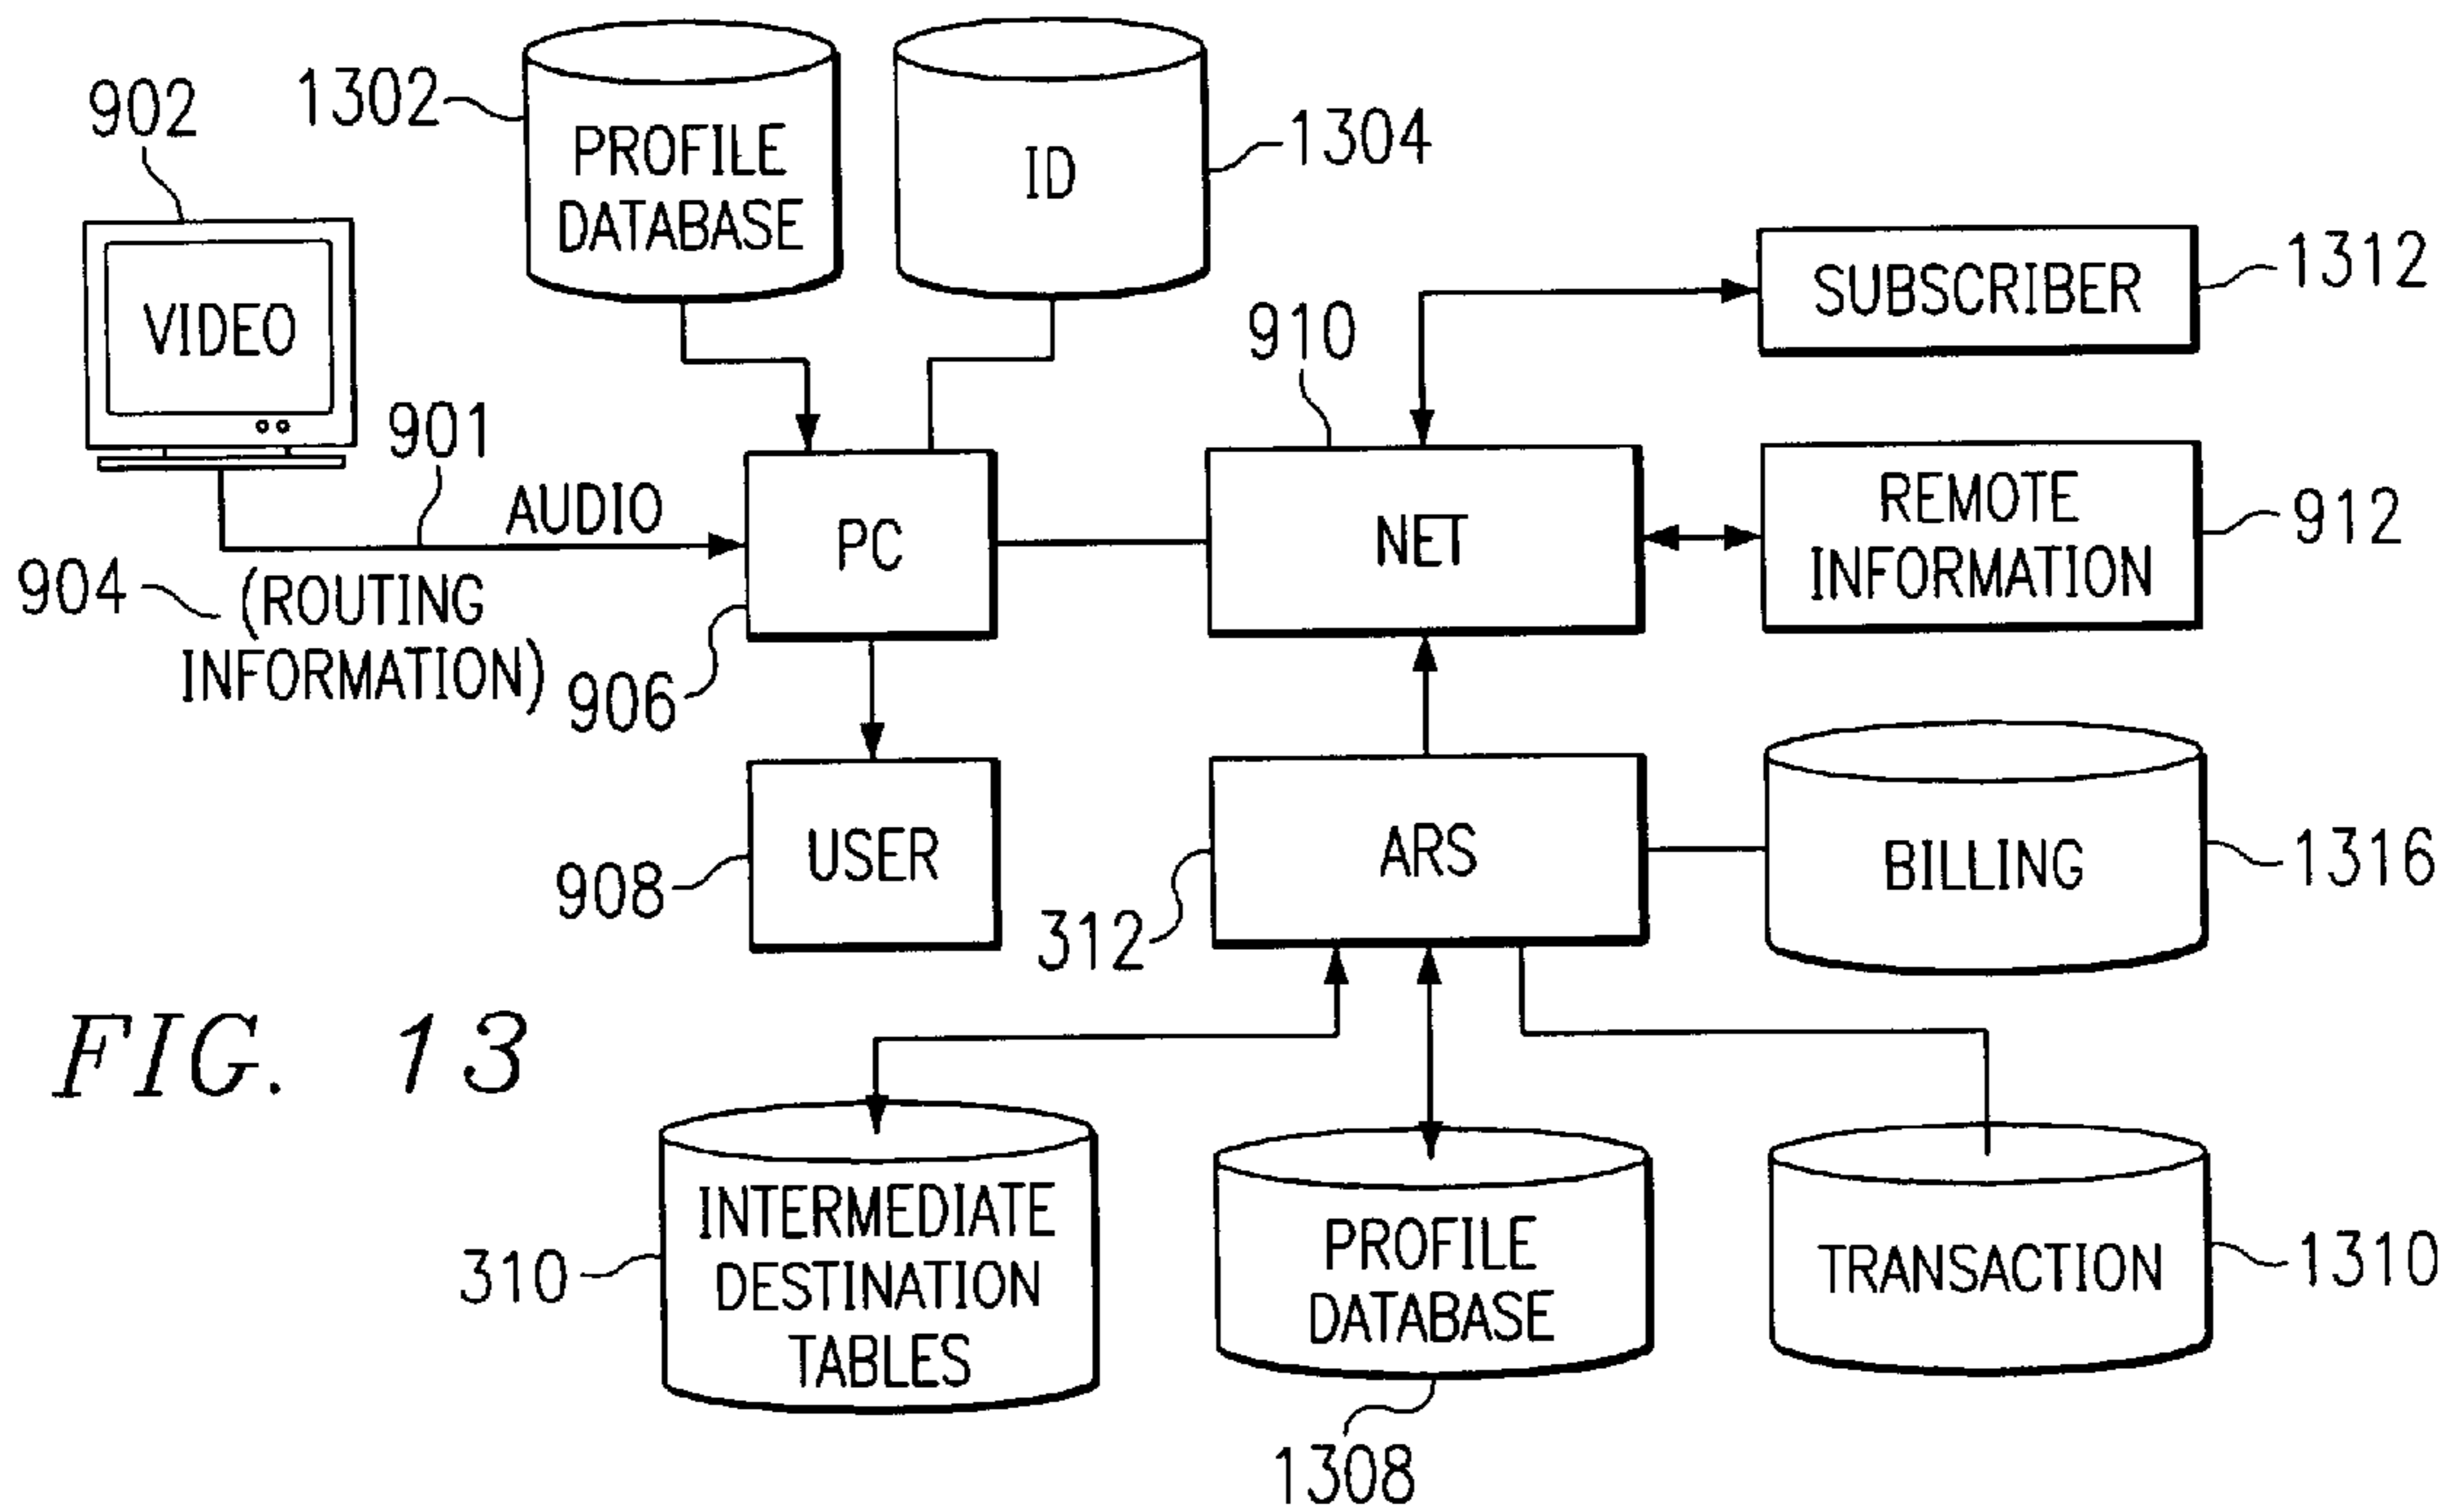 902
1302
PROFILE
DATABASE
ID
1304
VIDEO
901
AUDIO
904
(ROUTING
INFORMATION)
906
PC
910
NET
SUBSCRIBER
1312
REMOTE
INFORMATION
912
908
USER
312
ARS
BILLING
1316
FIG. 13
310
INTERMEDIATE
DESTINATION
TABLES
PROFILE
DATABASE
1308
TRANSACTION
1310